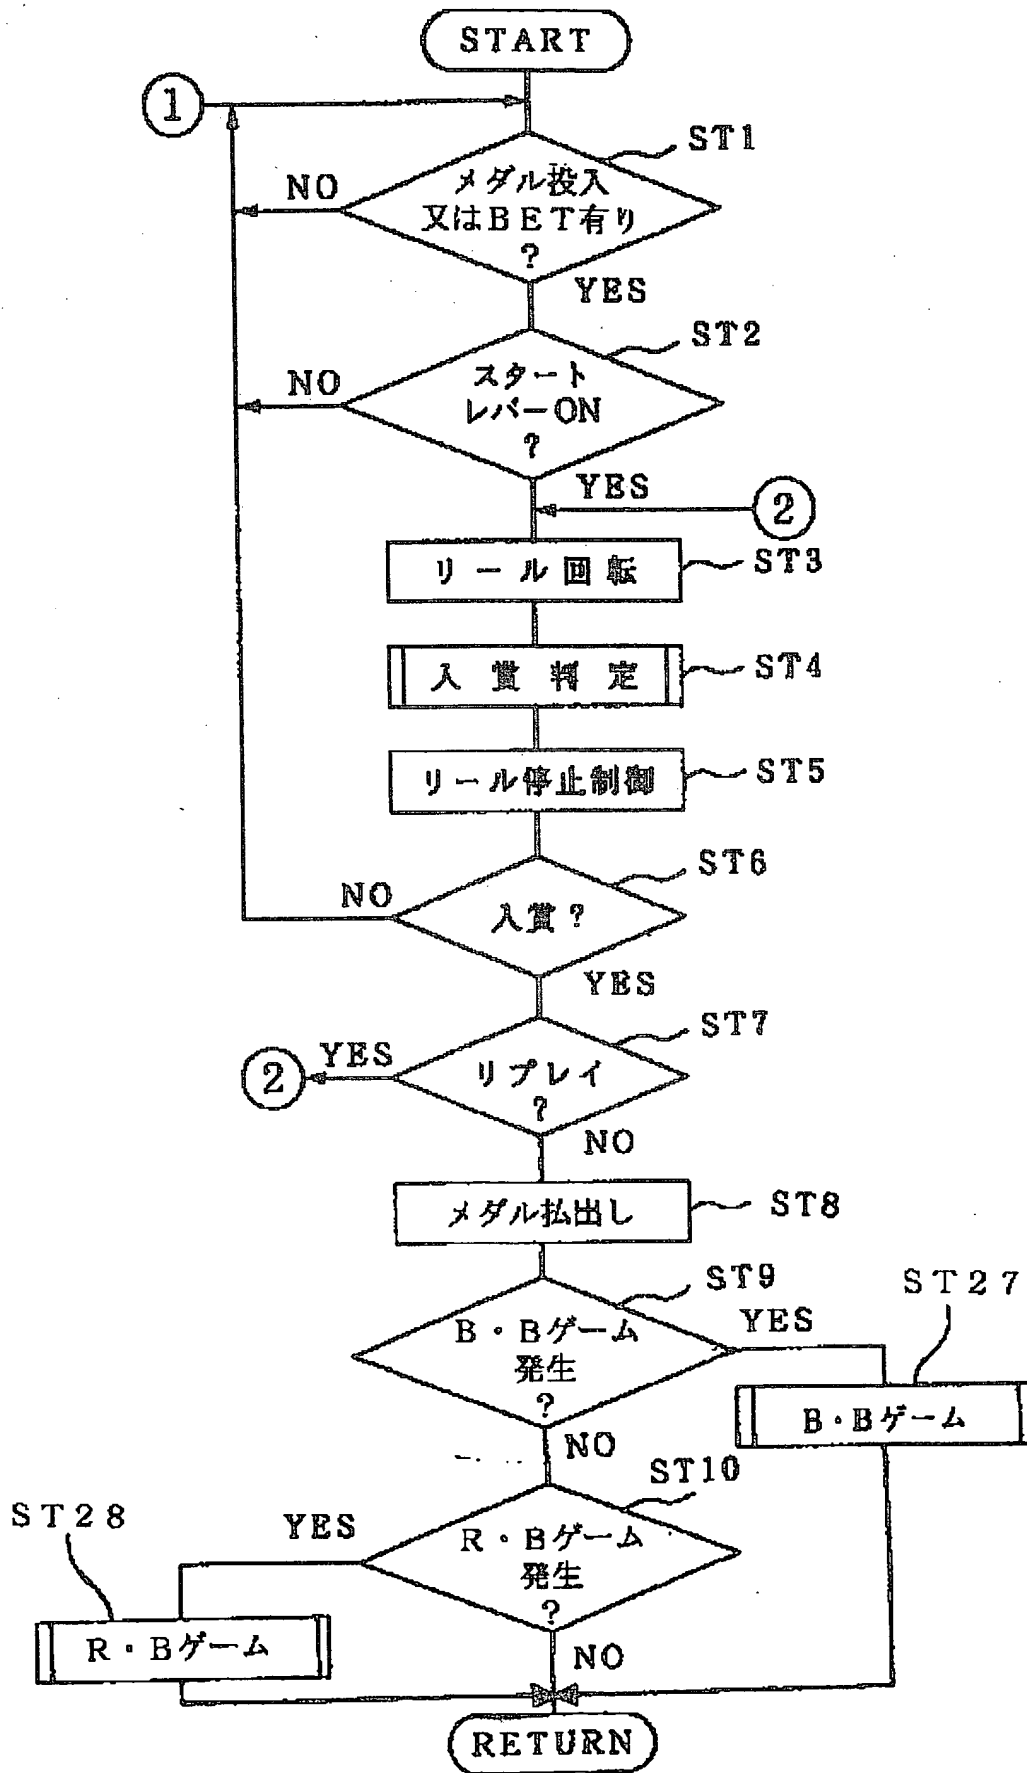 START
①
ST1
メダル投入
又はBET有り
?
NO
YES
ST2
スタート
レバーON
?
NO
YES
②
リール回転
ST3
入賞判定
ST4
リール停止制御
ST5
ST6
入賞?
NO
YES
ST7
リプレイ
?
YES
②
NO
メダル払出し
ST8
ST9
B・Bゲーム
発生
?
YES
ST27
B・Bゲーム
NO
ST10
R・Bゲーム
発生
?
YES
ST28
R・Bゲーム
NO
RETURN